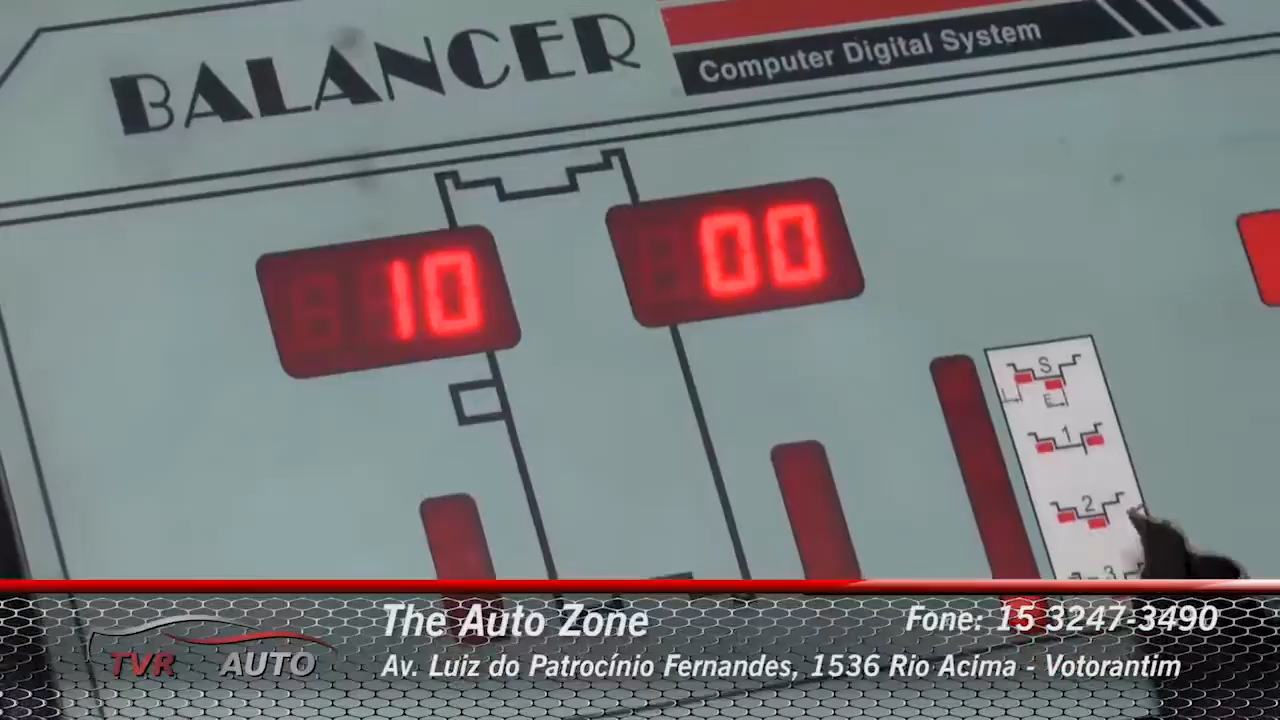 BALANCER
Computer Digital System
10
00
S
L
E
1
2
3
The Auto Zone
Fone: 15 3247-3490
TVR AUTO
Av. Luiz do Patrocínio Fernandes, 1536 Rio Acima - Votorantim